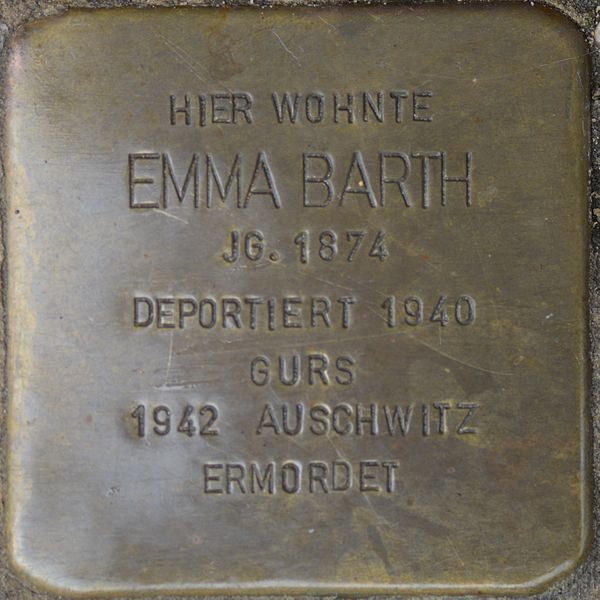 HIER WOHNTE
EMMA BARTH
JG. 1874
DEPORTIERT 1940
GURS
1942 AUSCHWITZ
ERMORDET